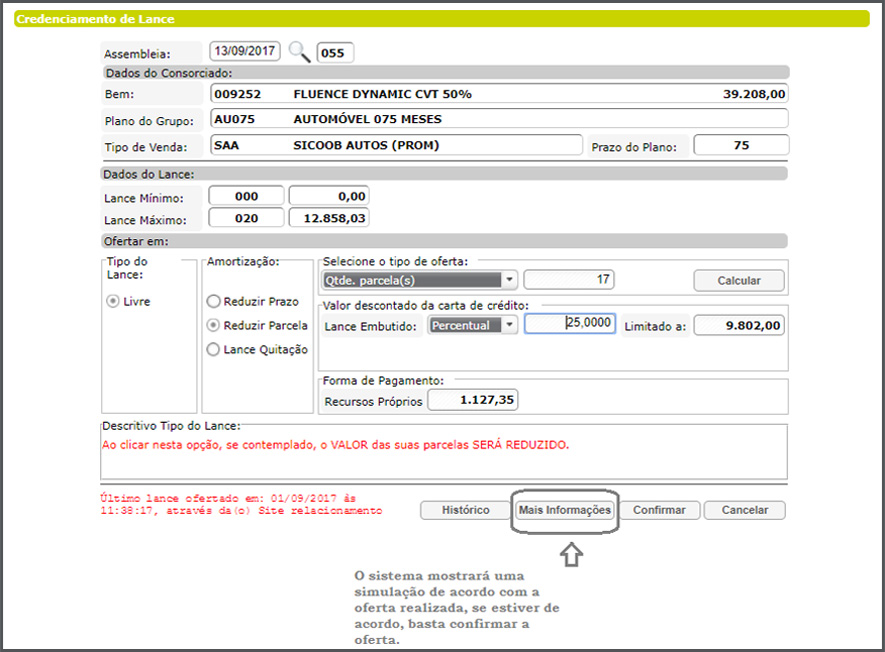 Credenciamento de Lance
Assembleia: 13/09/2017 055
Dados do Consorciado:
Bem: 009252 FLUENCE DYNAMIC CVT 50% 39.208,00
Plano do Grupo: AU075 AUTOMÓVEL 075 MESES
Tipo de Venda: SAA SICOOB AUTOS (PROM) Prazo do Plano: 75
Dados do Lance:
Lance Mínimo: 000 0,00
Lance Máximo: 020 12.858,03
Ofertar em:
Tipo do
Lance:
Livre
Amortização:
Reduzir Prazo
Reduzir Parcela
Lance Quitação
Selecione o tipo de oferta:
Qtde. parcela(s) 17 Calcular
Valor descontado da carta de crédito:
Lance Embutido: Percentual 25,0000 Limitado a: 9.802,00
Forma de Pagamento:
Recursos Próprios 1.127,35
Descritivo Tipo do Lance:
Ao clicar nesta opção, se contemplado, o VALOR das suas parcelas SERÁ REDUZIDO.
Último lance ofertado em: 01/09/2017 às
11:39:17, através da(o) Site relacionamento
Histórico Mais Informações Confirmar Cancelar
O sistema mostrará uma
simulação de acordo com a
oferta realizada, se estiver de
acordo, basta confirmar a
oferta.